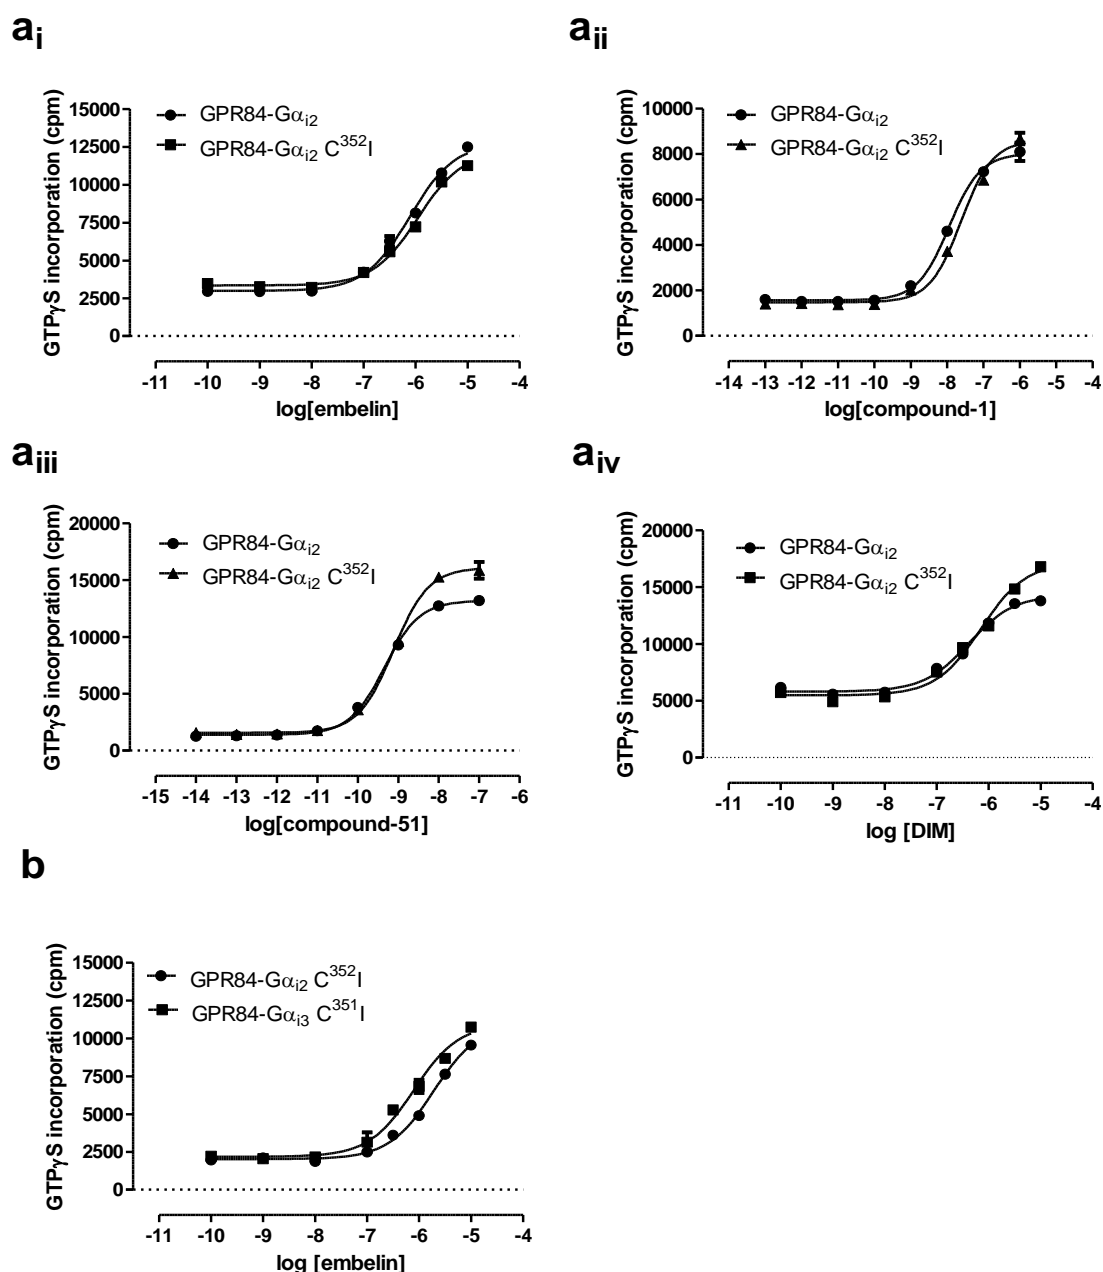 ai
GTPγS incorporation (cpm)
15000
12500
10000
7500
5000
2500
0
GPR84-Gαi2
GPR84-Gαi2 C352I
-11 -10 -9 -8 -7 -6 -5 -4
log[embelin]
aii
GTPγS incorporation (cpm)
10000
8000
6000
4000
2000
0
GPR84-Gαi2
GPR84-Gαi2 C352I
-14 -13 -12 -11 -10 -9 -8 -7 -6 -5 -4
log[compound-1]
aiii
GTPγS incorporation (cpm)
20000
15000
10000
5000
0
GPR84-Gαi2
GPR84-Gαi2 C352I
-15 -14 -13 -12 -11 -10 -9 -8 -7 -6
log[compound-51]
aiv
GTPγS incorporation (cpm)
20000
15000
10000
5000
0
GPR84-Gαi2
GPR84-Gαi2 C352I
-11 -10 -9 -8 -7 -6 -5 -4
log [DIM]
b
GTPγS incorporation (cpm)
15000
12500
10000
7500
5000
2500
0
GPR84-Gαi2 C352I
GPR84-Gαi3 C351I
-11 -10 -9 -8 -7 -6 -5 -4
log [embelin]